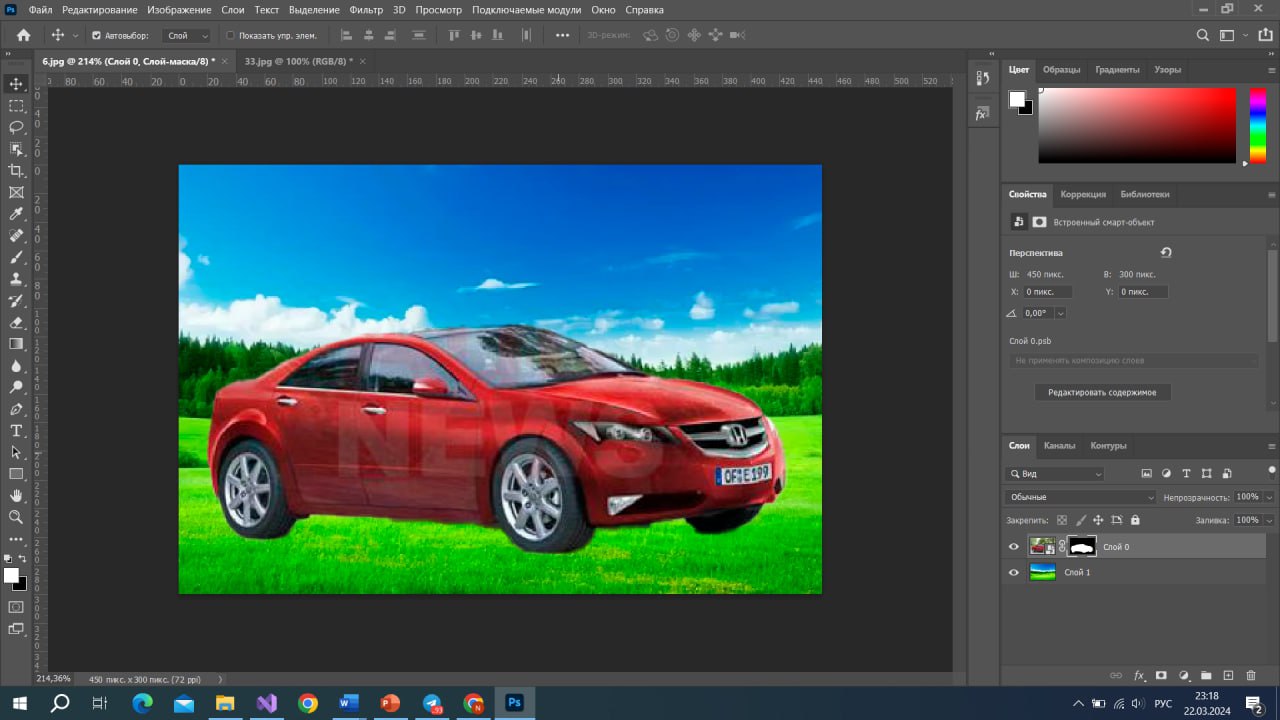 Файл Редактирование Изображение Слои Текст Выделение Фильтр 3D Просмотр Подключаемые модули Окно Справка
Автовыбор: Слой Показать упр. элем. 3D-режим:
6.jpg @ 214% (Слой 0, Слой-маска/8) * × 33.jpg @ 100% (RGB/8) * ×
80 60 40 20 0 20 40 60 80 100 120 140 160 180 200 220 240 260 280 300 320 340 360 380 400 420 440 460 480 500 520
Цвет Образцы Градиенты Узоры
Свойства Коррекция Библиотеки
Встроенный смарт-объект
Перспектива
Ш: 450 пикс. В: 300 пикс.
X: 0 пикс. Y: 0 пикс.
0,00°
Слой 0.psb
Не применять композицию слоев
Редактировать содержимое
NEWS
OF:E199
Слои Каналы Контуры
Вид
Обычные Непрозрачность: 100%
Закрепить: Заливка: 100%
Слой 0
Слой 1
214,36% 450 пикс. x 300 пикс. (72 ppi)
Ps 23:18
РУС
22.03.2024 2